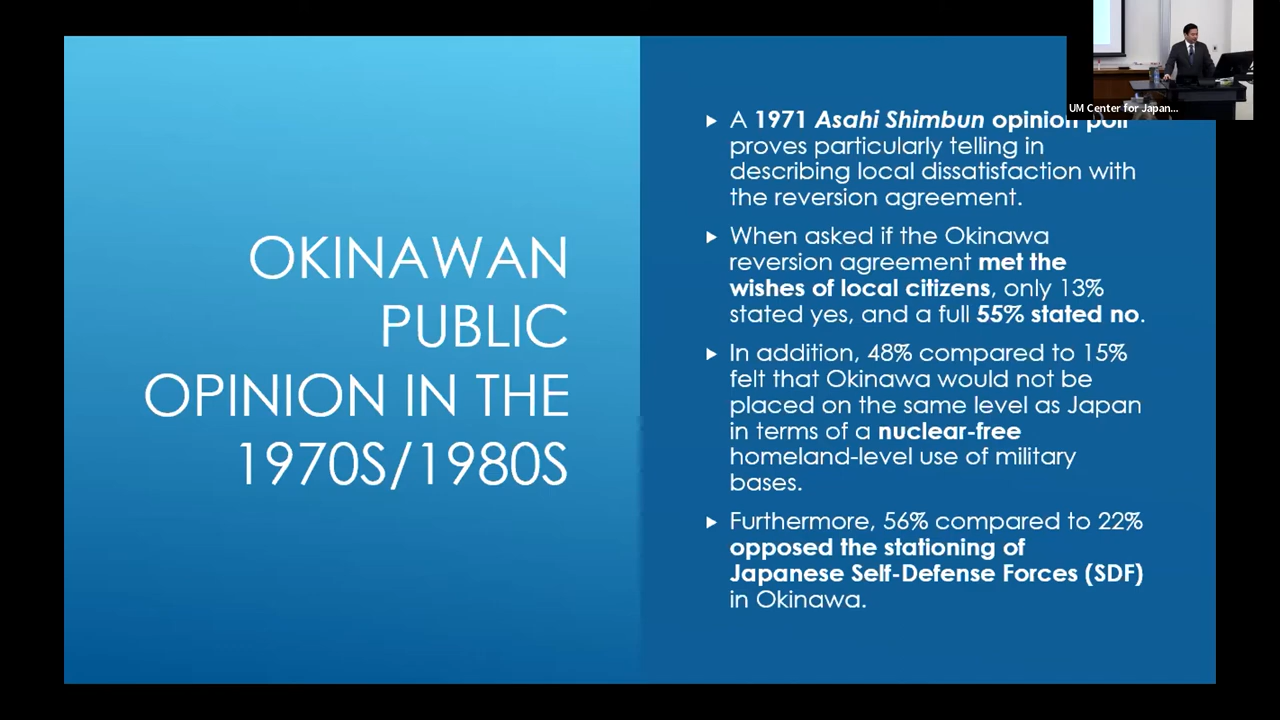 UM Center for Japan...
OKINAWAN
PUBLIC
OPINION IN THE
1970S/1980S
A 1971 Asahi Shimbun opinion poll
proves particularly telling in
describing local dissatisfaction with
the reversion agreement.
When asked if the Okinawa
reversion agreement met the
wishes of local citizens, only 13%
stated yes, and a full 55% stated no.
In addition, 48% compared to 15%
felt that Okinawa would not be
placed on the same level as Japan
in terms of a nuclear-free
homeland-level use of military
bases.
Furthermore, 56% compared to 22%
opposed the stationing of
Japanese Self-Defense Forces (SDF)
in Okinawa.